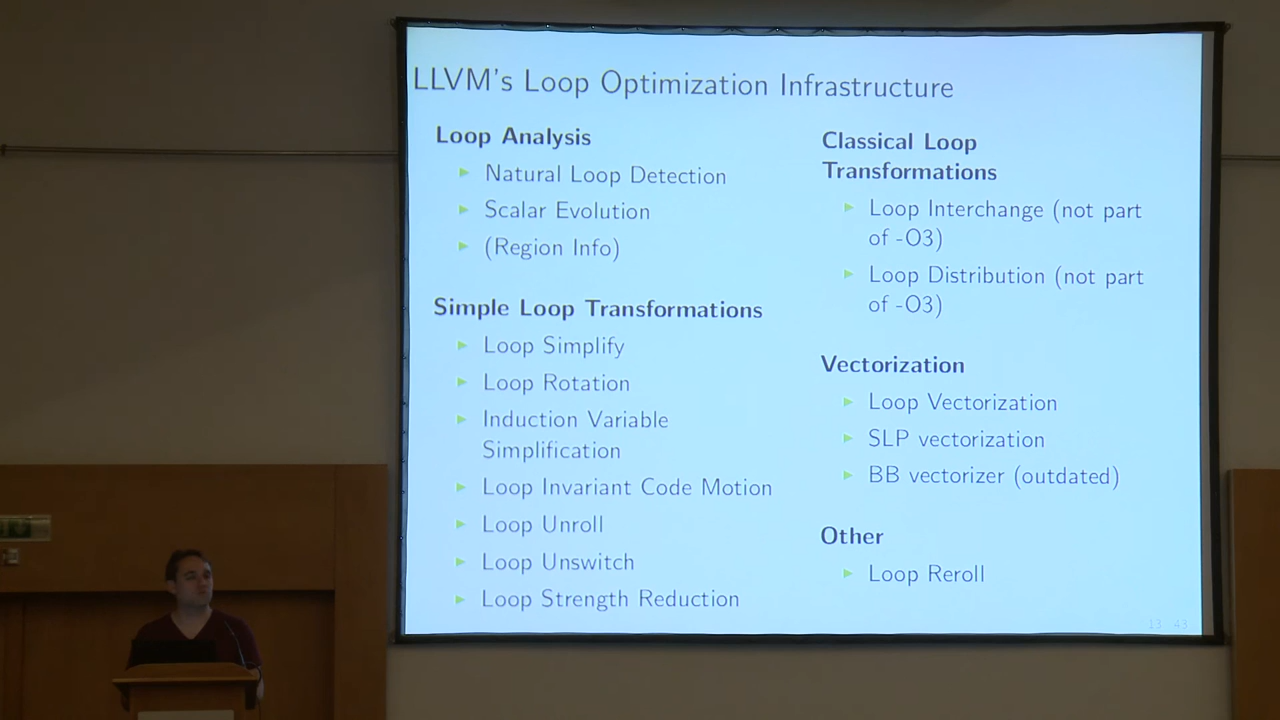 LLVM's Loop Optimization Infrastructure
Loop Analysis
Natural Loop Detection
Scalar Evolution
(Region Info)
Simple Loop Transformations
Loop Simplify
Loop Rotation
Induction Variable
Simplification
Loop Invariant Code Motion
Loop Unroll
Loop Unswitch
Loop Strength Reduction
Classical Loop
Transformations
Loop Interchange (not part
of -O3)
Loop Distribution (not part
of -O3)
Vectorization
Loop Vectorization
SLP vectorization
BB vectorizer (outdated)
Other
Loop Reroll
13 43